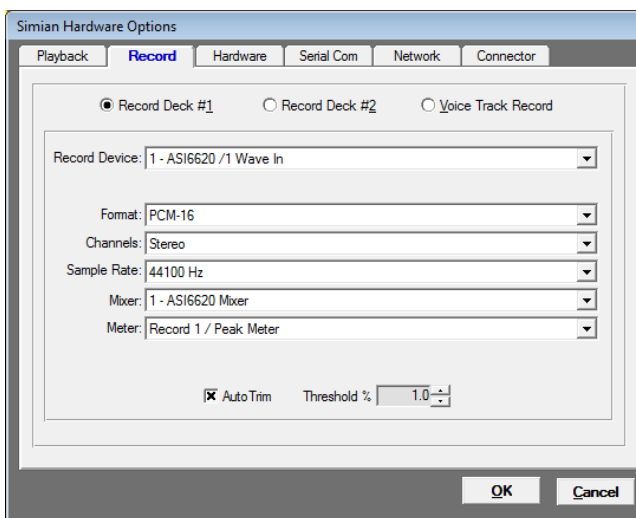 Simian Hardware Options
Playback Record Hardware Serial Com Network Connector
Record Deck #1 Record Deck #2 Voice Track Record
Record Device: 1 - ASI6620 /1 Wave In
Format: PCM-16
Channels: Stereo
Sample Rate: 44100 Hz
Mixer: 1 - ASI6620 Mixer
Meter: Record 1 / Peak Meter
AutoTrim Threshold % 1.0
OK Cancel